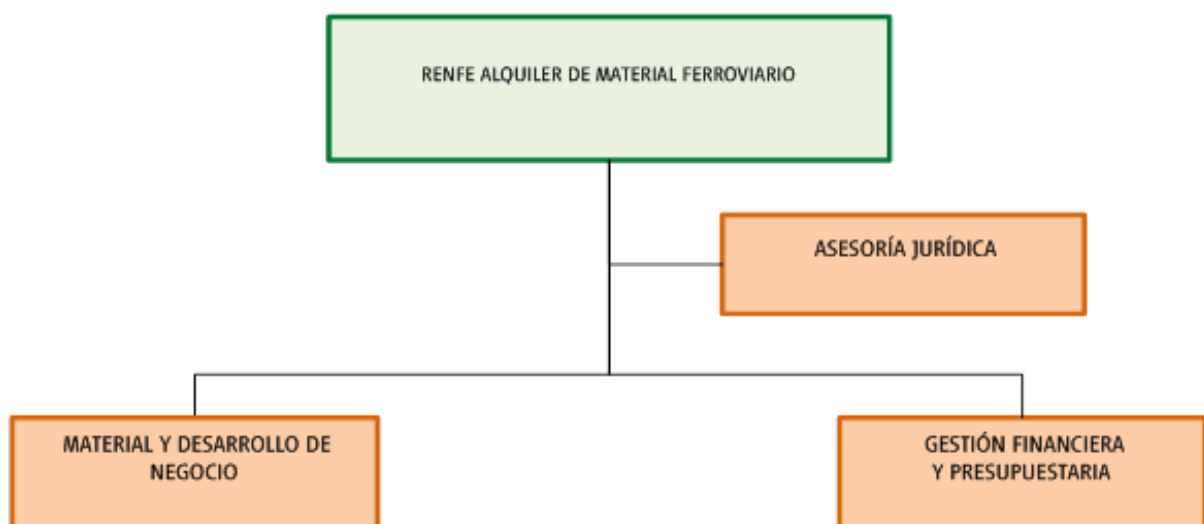 RENFE ALQUILER DE MATERIAL FERROVIARIO
ASESORÍA JURÍDICA
MATERIAL Y DESARROLLO DE
NEGOCIO
GESTIÓN FINANCIERA
Y PRESUPUESTARIA